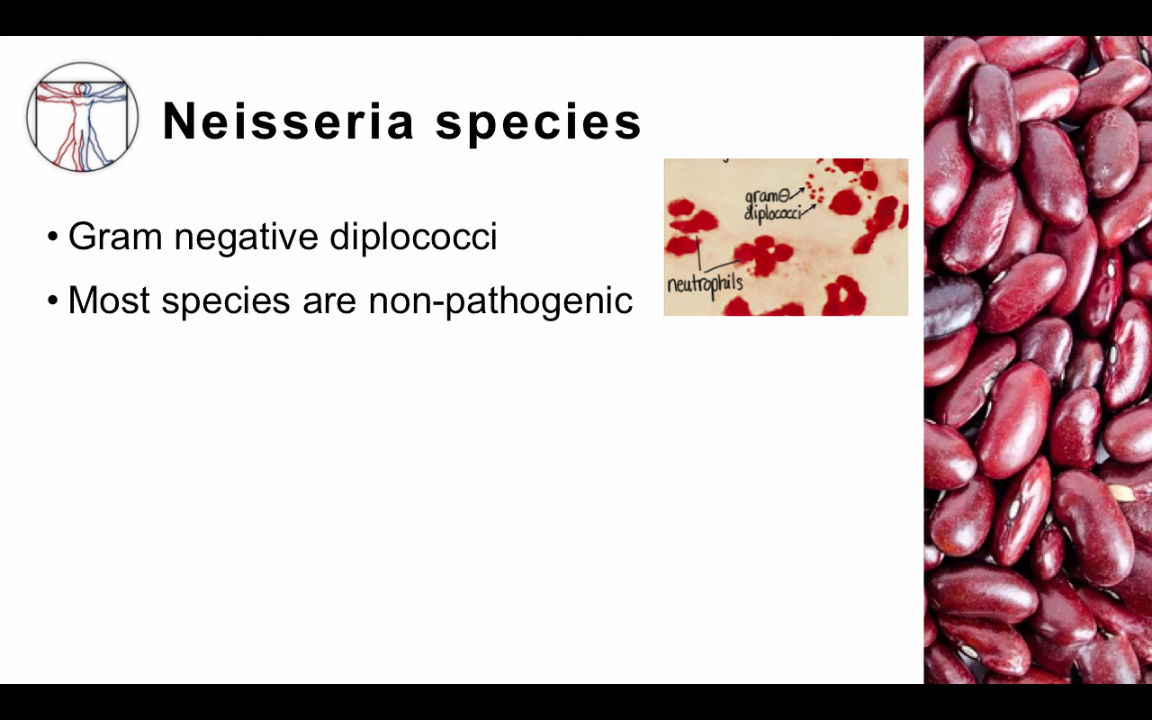 Neisseria species
• Gram negative diplococci
• Most species are non-pathogenic
gram⊖
diplococci
neutrophils